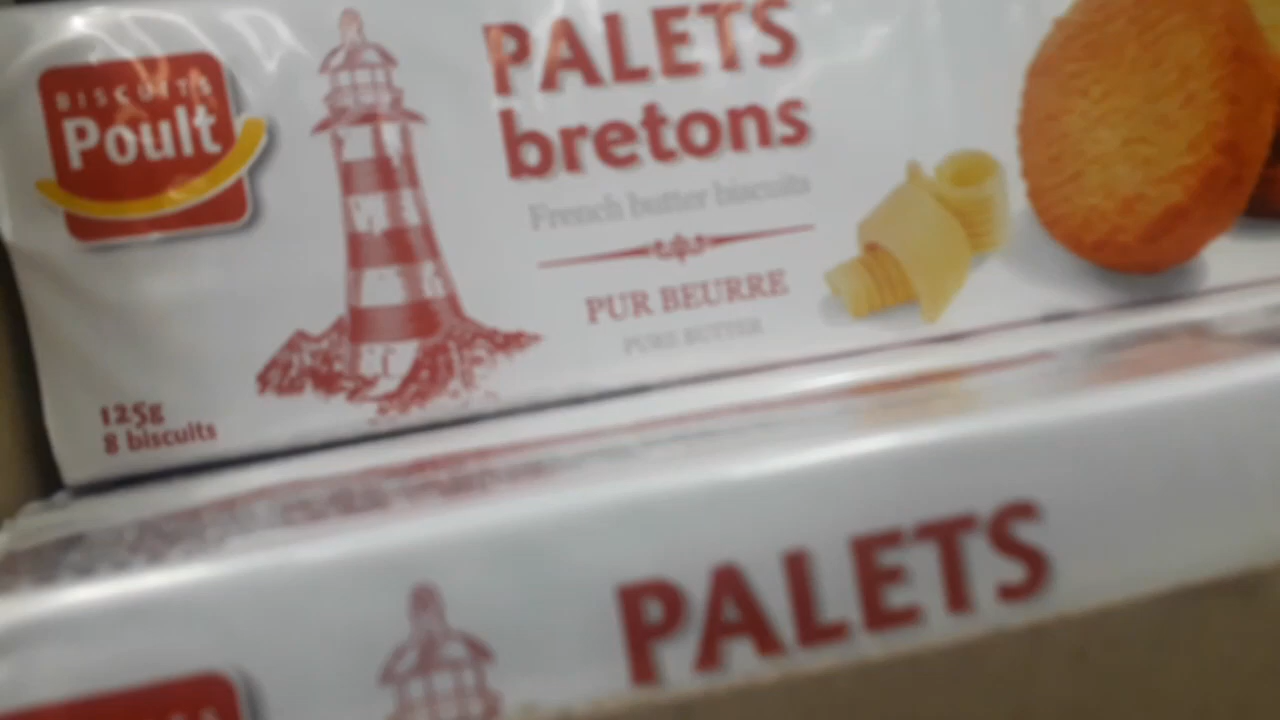 BISCUITS
Poult
PALETS
bretons
French butter biscuits
PUR BEURRE
PURE BUTTER
125g
8 biscuits
PALETS